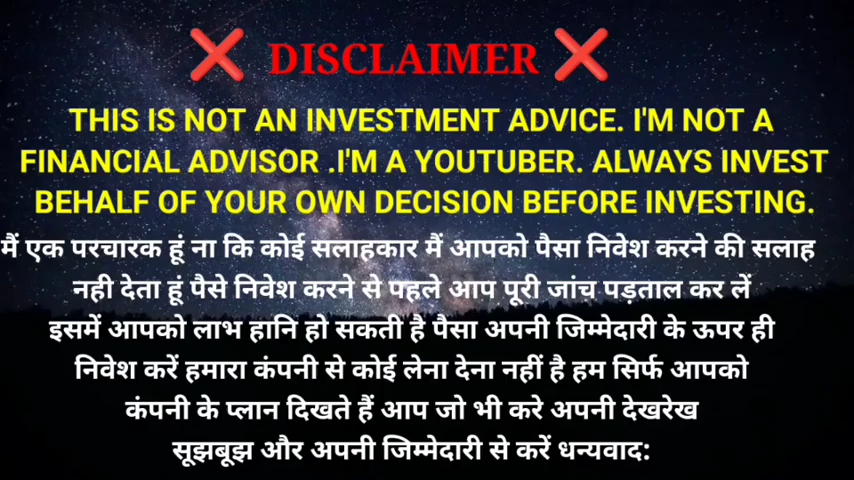 ❌ DISCLAIMER ❌
THIS IS NOT AN INVESTMENT ADVICE. I'M NOT A
FINANCIAL ADVISOR .I'M A YOUTUBER. ALWAYS INVEST
BEHALF OF YOUR OWN DECISION BEFORE INVESTING.
मैं एक परचारक हूं ना कि कोई सलाहकार मैं आपको पैसा निवेश करने की सलाह
नही देता हूं पैसे निवेश करने से पहले आप पूरी जांच पड़ताल कर लें
इसमें आपको लाभ हानि हो सकती है पैसा अपनी जिम्मेदारी के ऊपर ही
निवेश करें हमारा कंपनी से कोई लेना देना नहीं है हम सिर्फ आपको
कंपनी के प्लान दिखते हैं आप जो भी करे अपनी देखरेख
सूझबूझ और अपनी जिम्मेदारी से करें धन्यवाद: